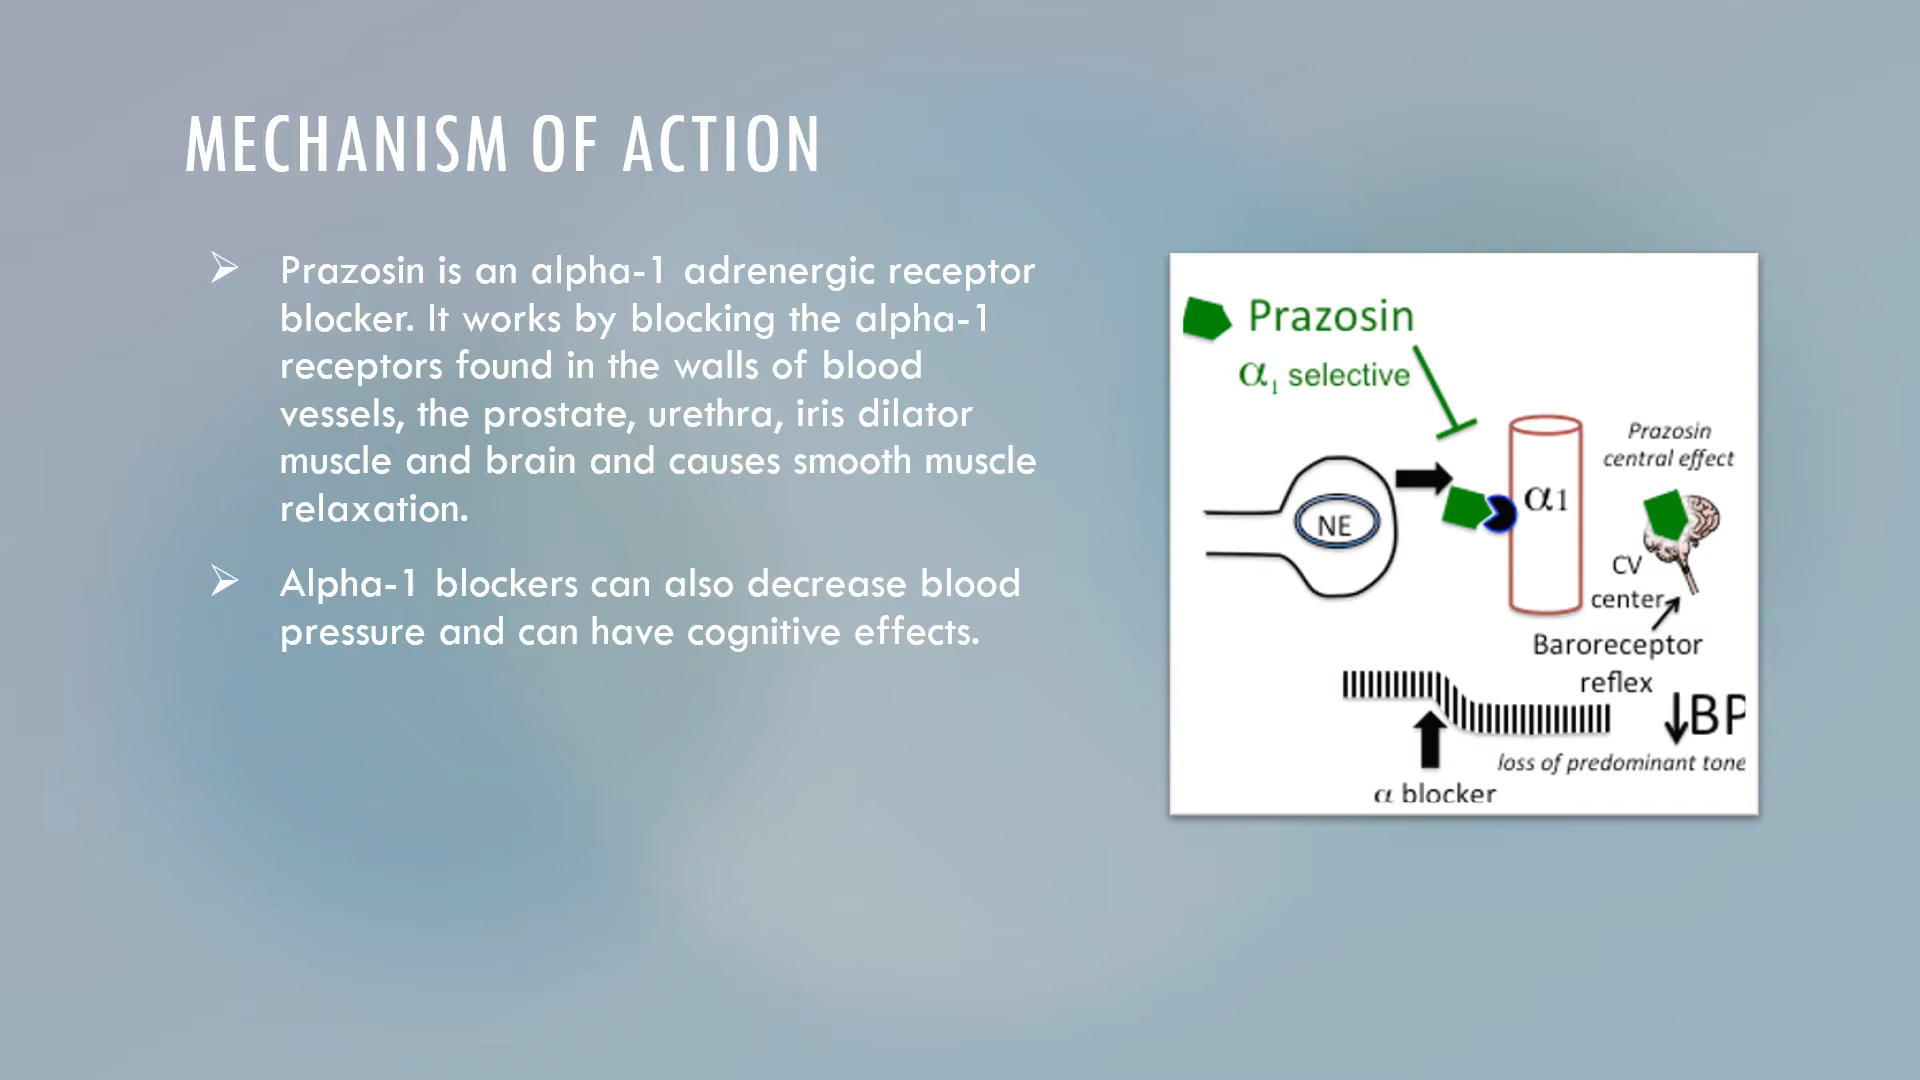 MECHANISM OF ACTION
Prazosin is an alpha-1 adrenergic receptor
blocker. It works by blocking the alpha-1
receptors found in the walls of blood
vessels, the prostate, urethra, iris dilator
muscle and brain and causes smooth muscle
relaxation.
Alpha-1 blockers can also decrease blood
pressure and can have cognitive effects.
Prazosin
α₁ selective
Prazosin
central effect
NE
α1
CV
center
Baroreceptor
reflex
↓BP
loss of predominant tone
α blocker